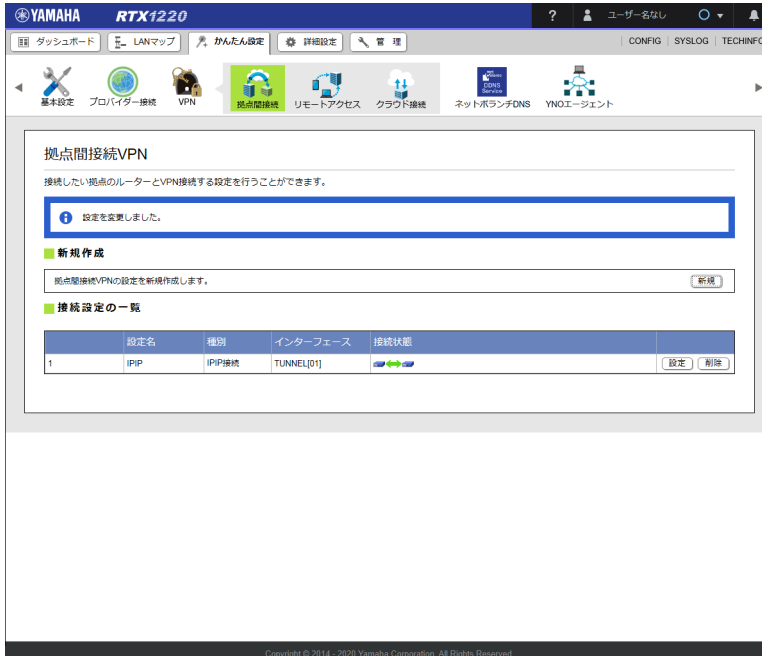 YAMAHA RTX1220 ? ユーザー名なし
ダッシュボード LANマップ かんたん設定 詳細設定 管 理 CONFIG SYSLOG TECHINFO
基本設定 プロバイダー接続 VPN 拠点間接続 リモートアクセス クラウド接続 ネットボランチDNS YNOエージェント
DDNS
Service
拠点間接続VPN
接続したい拠点のルーターとVPN接続する設定を行うことができます。
設定を変更しました。
新規作成
拠点間接続VPNの設定を新規作成します。 新規
接続設定の一覧
設定名 種別 インターフェース 接続状態
1 IPIP IPIP接続 TUNNEL[01] 設定 削除
Copyright © 2014 - 2020 Yamaha Corporation. All Rights Reserved.